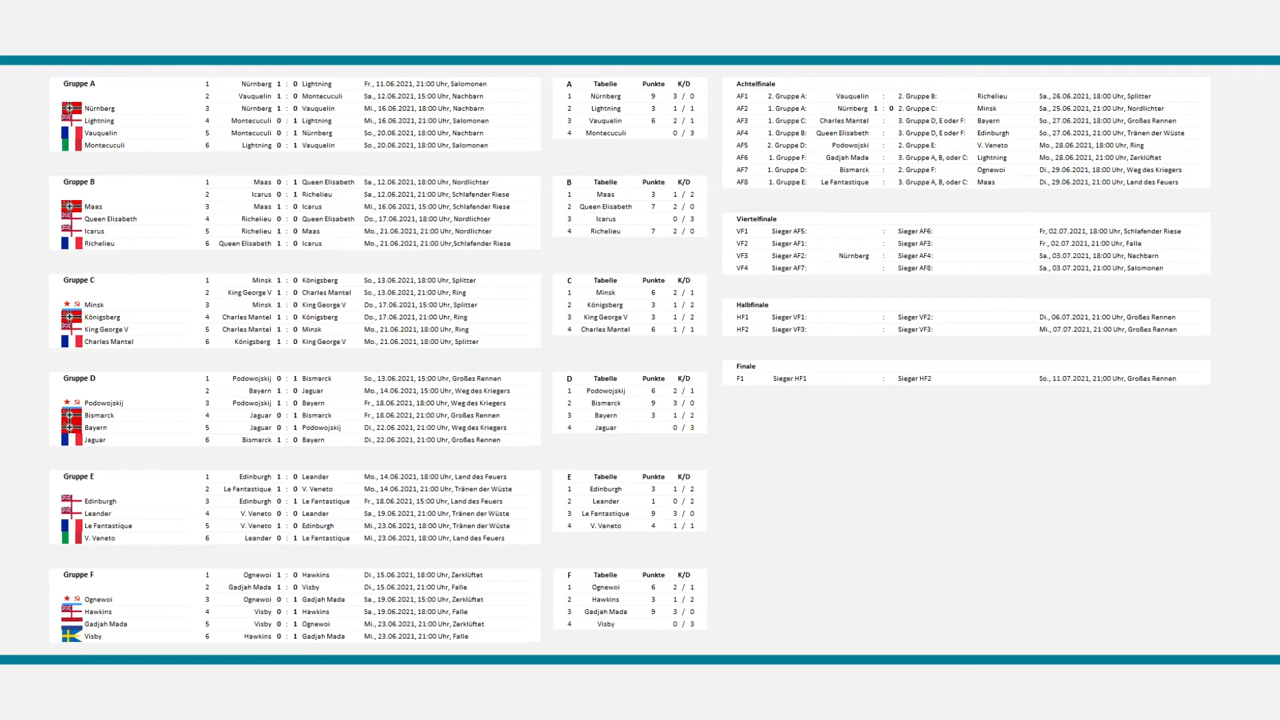 Gruppe A
1 Nürnberg 1 : 0 Lightning Fr., 11.06.2021, 21:00 Uhr, Salomonen
2 Vauquelin 1 : 0 Montecuculi Sa., 12.06.2021, 15:00 Uhr, Nachbarn
Nürnberg 3 Nürnberg 1 : 0 Vauquelin Mi., 16.06.2021, 18:00 Uhr, Nachbarn
Lightning 4 Montecuculi 0 : 1 Lightning Mi., 16.06.2021, 21:00 Uhr, Salomonen
Vauquelin 5 Montecuculi 0 : 1 Nürnberg So., 20.06.2021, 18:00 Uhr, Nachbarn
Montecuculi 6 Lightning 0 : 1 Vauquelin So., 20.06.2021, 18:00 Uhr, Salomonen
Gruppe B
1 Maas 0 : 1 Queen Elisabeth Sa., 12.06.2021, 18:00 Uhr, Nordlichter
2 Icarus 0 : 1 Richelieu Sa., 12.06.2021, 21:00 Uhr, Schlafender Riese
Maas 3 Maas 1 : 0 Icarus Mi., 16.06.2021, 15:00 Uhr, Schlafender Riese
Queen Elisabeth 4 Richelieu 0 : 0 Queen Elisabeth Do., 17.06.2021, 18:00 Uhr, Nordlichter
Icarus 5 Richelieu 1 : 0 Maas Mo., 21.06.2021, 21:00 Uhr, Nordlichter
Richelieu 6 Queen Elisabeth 1 : 0 Icarus Mo., 21.06.2021, 21:00 Uhr,Schlafender Riese
Gruppe C
1 Minsk 1 : 0 Königsberg So., 13.06.2021, 18:00 Uhr, Splitter
2 King George V 0 : 1 Charles Mantel So., 13.06.2021, 21:00 Uhr, Ring
Minsk 3 Minsk 1 : 0 King George V Do., 17.06.2021, 15:00 Uhr, Splitter
Königsberg 4 Charles Mantel 1 : 0 Königsberg Do., 17.06.2021, 21:00 Uhr, Ring
King George V 5 Charles Mantel 0 : 1 Minsk Mo., 21.06.2021, 18:00 Uhr, Ring
Charles Mantel 6 Königsberg 1 : 0 King George V Mo., 21.06.2021, 18:00 Uhr, Splitter
Gruppe D
1 Podowojskij 0 : 1 Bismarck So., 13.06.2021, 15:00 Uhr, Großes Rennen
2 Bayern 1 : 0 Jaguar Mo., 14.06.2021, 15:00 Uhr, Weg des Kriegers
Podowojskij 3 Podowojskij 1 : 0 Bayern Fr., 18.06.2021, 18:00 Uhr, Weg des Kriegers
Bismarck 4 Jaguar 0 : 1 Bismarck Fr., 18.06.2021, 21:00 Uhr, Großes Rennen
Bayern 5 Jaguar 0 : 1 Podowojskij Di., 22.06.2021, 21:00 Uhr, Weg des Kriegers
Jaguar 6 Bismarck 1 : 0 Bayern Di., 22.06.2021, 21:00 Uhr, Großes Rennen
Gruppe E
1 Edinburgh 1 : 0 Leander Mo., 14.06.2021, 18:00 Uhr, Land des Feuers
2 Le Fantastique 1 : 0 V. Veneto Mo., 14.06.2021, 21:00 Uhr, Tränen der Wüste
Edinburgh 3 Edinburgh 0 : 1 Le Fantastique Fr., 18.06.2021, 15:00 Uhr, Land des Feuers
Leander 4 V. Veneto 0 : 0 Leander Sa., 19.06.2021, 21:00 Uhr, Tränen der Wüste
Le Fantastique 5 V. Veneto 1 : 0 Edinburgh Mi., 23.06.2021, 18:00 Uhr, Tränen der Wüste
V. Veneto 6 Leander 0 : 1 Le Fantastique Mi., 23.06.2021, 18:00 Uhr, Land des Feuers
Gruppe F
1 Ognewoi 1 : 0 Hawkins Di., 15.06.2021, 18:00 Uhr, Zerklüftet
2 Gadjah Mada 1 : 0 Visby Di., 15.06.2021, 21:00 Uhr, Falle
Ognewoi 3 Ognewoi 0 : 1 Gadjah Mada Sa., 19.06.2021, 15:00 Uhr, Zerklüftet
Hawkins 4 Visby 0 : 1 Hawkins Sa., 19.06.2021, 18:00 Uhr, Falle
Gadjah Mada 5 Visby 0 : 1 Ognewoi Mi., 23.06.2021, 21:00 Uhr, Zerklüftet
Visby 6 Hawkins 0 : 1 Gadjah Mada Mi., 23.06.2021, 21:00 Uhr, Falle
A Tabelle Punkte K/D
1 Nürnberg 9 3 / 0
2 Lightning 3 1 / 1
3 Vauquelin 6 2 / 1
4 Montecuculi 0 / 3
B Tabelle Punkte K/D
1 Maas 3 1 / 2
2 Queen Elisabeth 7 2 / 0
3 Icarus 0 / 3
4 Richelieu 7 2 / 0
C Tabelle Punkte K/D
1 Minsk 6 2 / 1
2 Königsberg 3 1 / 2
3 King George V 3 1 / 2
4 Charles Mantel 6 1 / 1
D Tabelle Punkte K/D
1 Podowojskij 6 2 / 1
2 Bismarck 9 3 / 0
3 Bayern 3 1 / 2
4 Jaguar 0 / 3
E Tabelle Punkte K/D
1 Edinburgh 3 1 / 2
2 Leander 1 0 / 2
3 Le Fantastique 9 3 / 0
4 V. Veneto 4 1 / 1
F Tabelle Punkte K/D
1 Ognewoi 6 2 / 1
2 Hawkins 3 1 / 2
3 Gadjah Mada 9 3 / 0
4 Visby 0 / 3
Achtelfinale
AF1 2. Gruppe A: Vauquelin : 2. Gruppe B: Richelieu Sa., 26.06.2021, 18:00 Uhr, Splitter
AF2 1. Gruppe A: Nürnberg 1 : 0 2. Gruppe C: Minsk Sa., 25.06.2021, 21:00 Uhr, Nordlichter
AF3 1. Gruppe C: Charles Mantel : 3. Gruppe D, E oder F: Bayern So., 27.06.2021, 18:00 Uhr, Großes Rennen
AF4 1. Gruppe B: Queen Elisabeth : 3. Gruppe D, E oder F: Edinburgh So., 27.06.2021, 21:00 Uhr, Tränen der Wüste
AF5 2. Gruppe D: Podowojski : 2. Gruppe E: V. Veneto Mo., 28.06.2021, 18:00 Uhr, Ring
AF6 1. Gruppe F: Gadjah Mada : 3. Gruppe A, B, oder C: Lightning Mo., 28.06.2021, 21:00 Uhr, Zerklüftet
AF7 1. Gruppe D: Bismarck : 2. Gruppe F: Ognewoi Di., 29.06.2021, 18:00 Uhr, Weg des Kriegers
AF8 1. Gruppe E: Le Fantastique : 3. Gruppe A, B, oder C: Maas Di., 29.06.2021, 21:00 Uhr, Land des Feuers
Viertelfinale
VF1 Sieger AF5: : Sieger AF6: Fr, 02.07.2021, 18:00 Uhr, Schlafender Riese
VF2 Sieger AF1: : Sieger AF3: Fr., 02.07.2021, 21:00 Uhr, Falle
VF3 Sieger AF2: Nürnberg : Sieger AF4: Sa., 03.07.2021, 18:00 Uhr, Nachbarn
VF4 Sieger AF7: : Sieger AF8: Sa., 03.07.2021, 21:00 Uhr, Salomonen
Halbfinale
HF1 Sieger VF1: : Sieger VF2: Di., 06.07.2021, 21:00 Uhr, Großes Rennen
HF2 Sieger VF3: : Sieger VF3: Mi., 07.07.2021, 21:00 Uhr, Großes Rennen
Finale
F1 Sieger HF1 : Sieger HF2 So., 11.07.2021, 21;00 Uhr, Großes Rennen